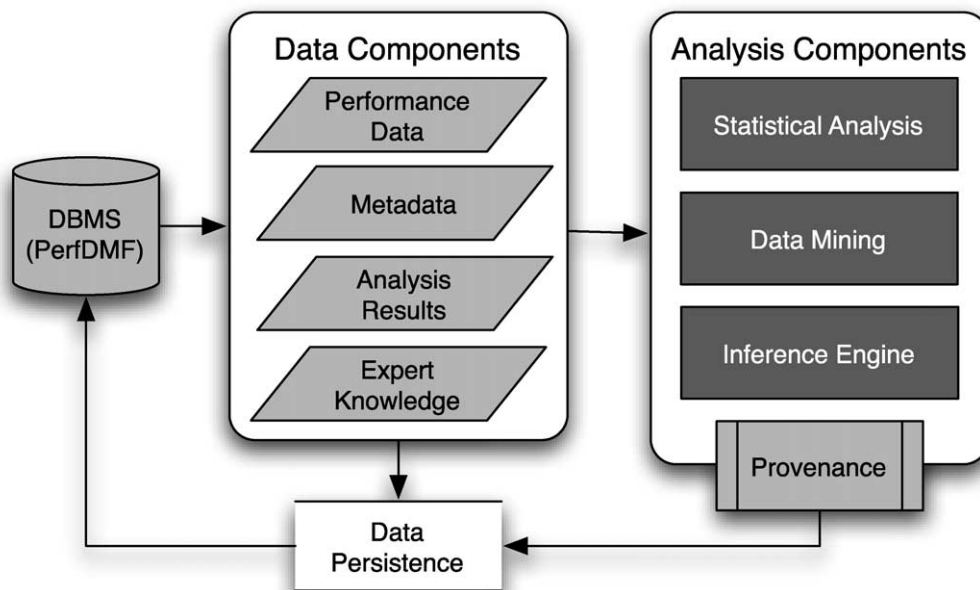 Data Components
Performance
Data
Metadata
Analysis
Results
Expert
Knowledge
Analysis Components
Statistical Analysis
Data Mining
Inference Engine
Provenance
DBMS
(PerfDMF)
Data
Persistence